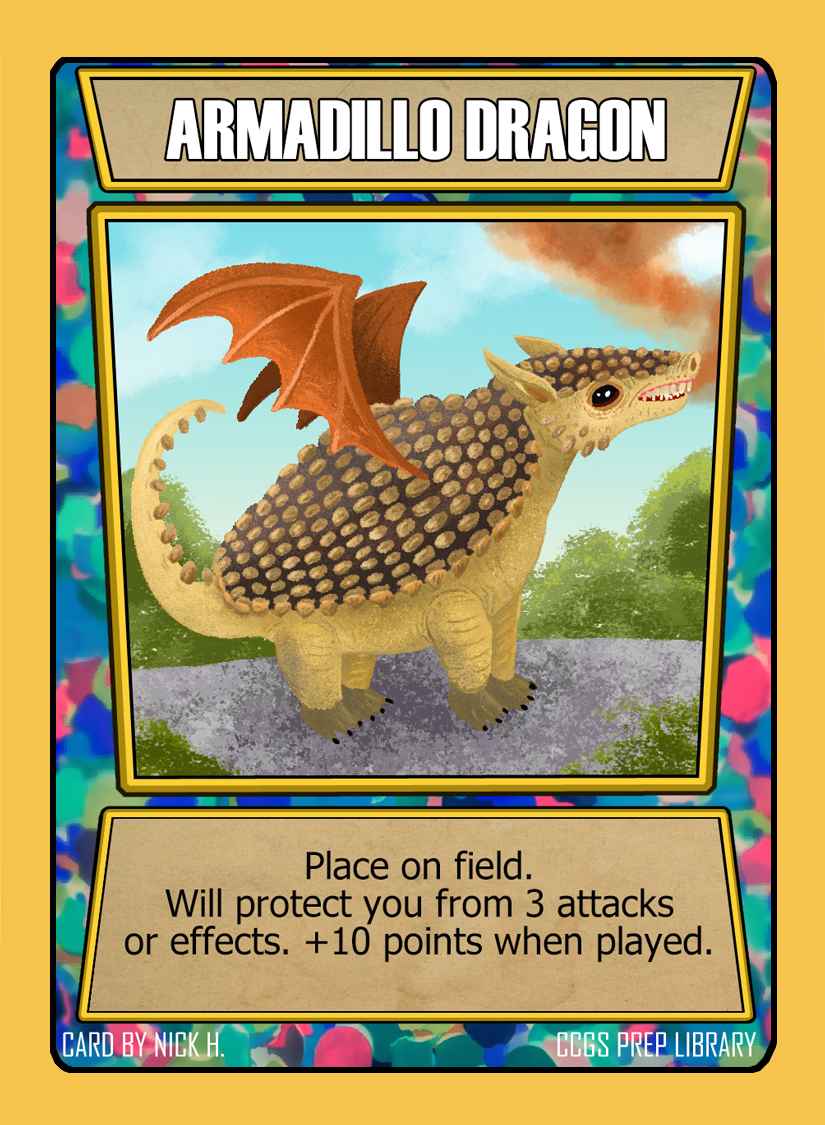 ARMADILLO DRAGON
Place on field.
Will protect you from 3 attacks
or effects. +10 points when played.
CARD BY NICK H.
CCGS PREP LIBRARY